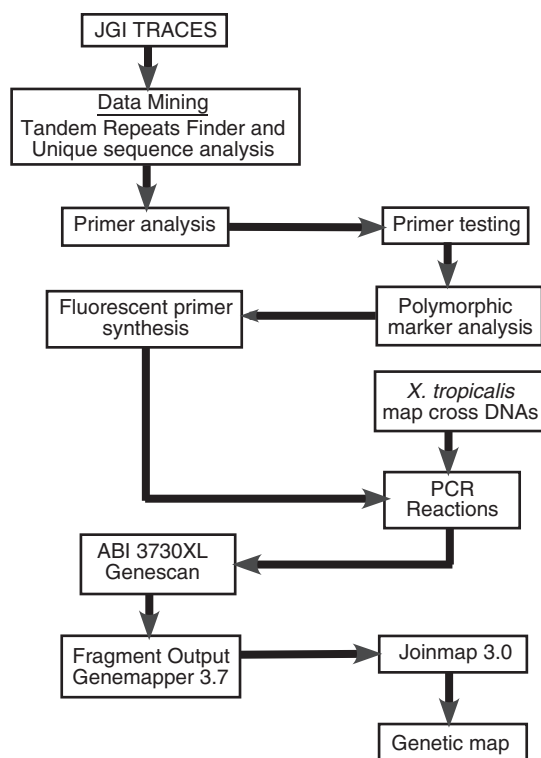 JGI TRACES
Data Mining
Tandem Repeats Finder and
Unique sequence analysis
Primer analysis
Primer testing
Fluorescent primer
synthesis
Polymorphic
marker analysis
X. tropicalis
map cross DNAs
PCR
Reactions
ABI 3730XL
Genescan
Fragment Output
Genemapper 3.7
Joinmap 3.0
Genetic map